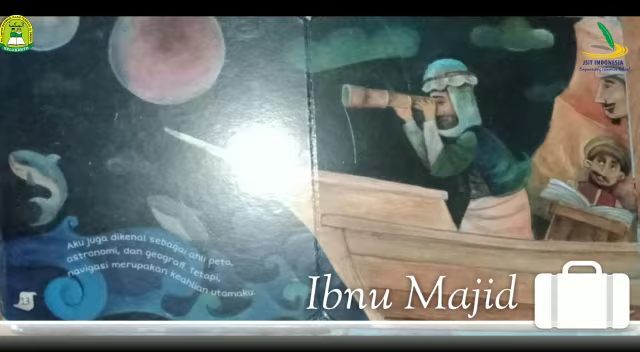 JSIT INDONESIA
Aku juga dikenal sebagai ahli peta,
astronomi, dan geografi. Tetapi,
navigasi merupakan keahlian utamaku.
Ibnu Majid